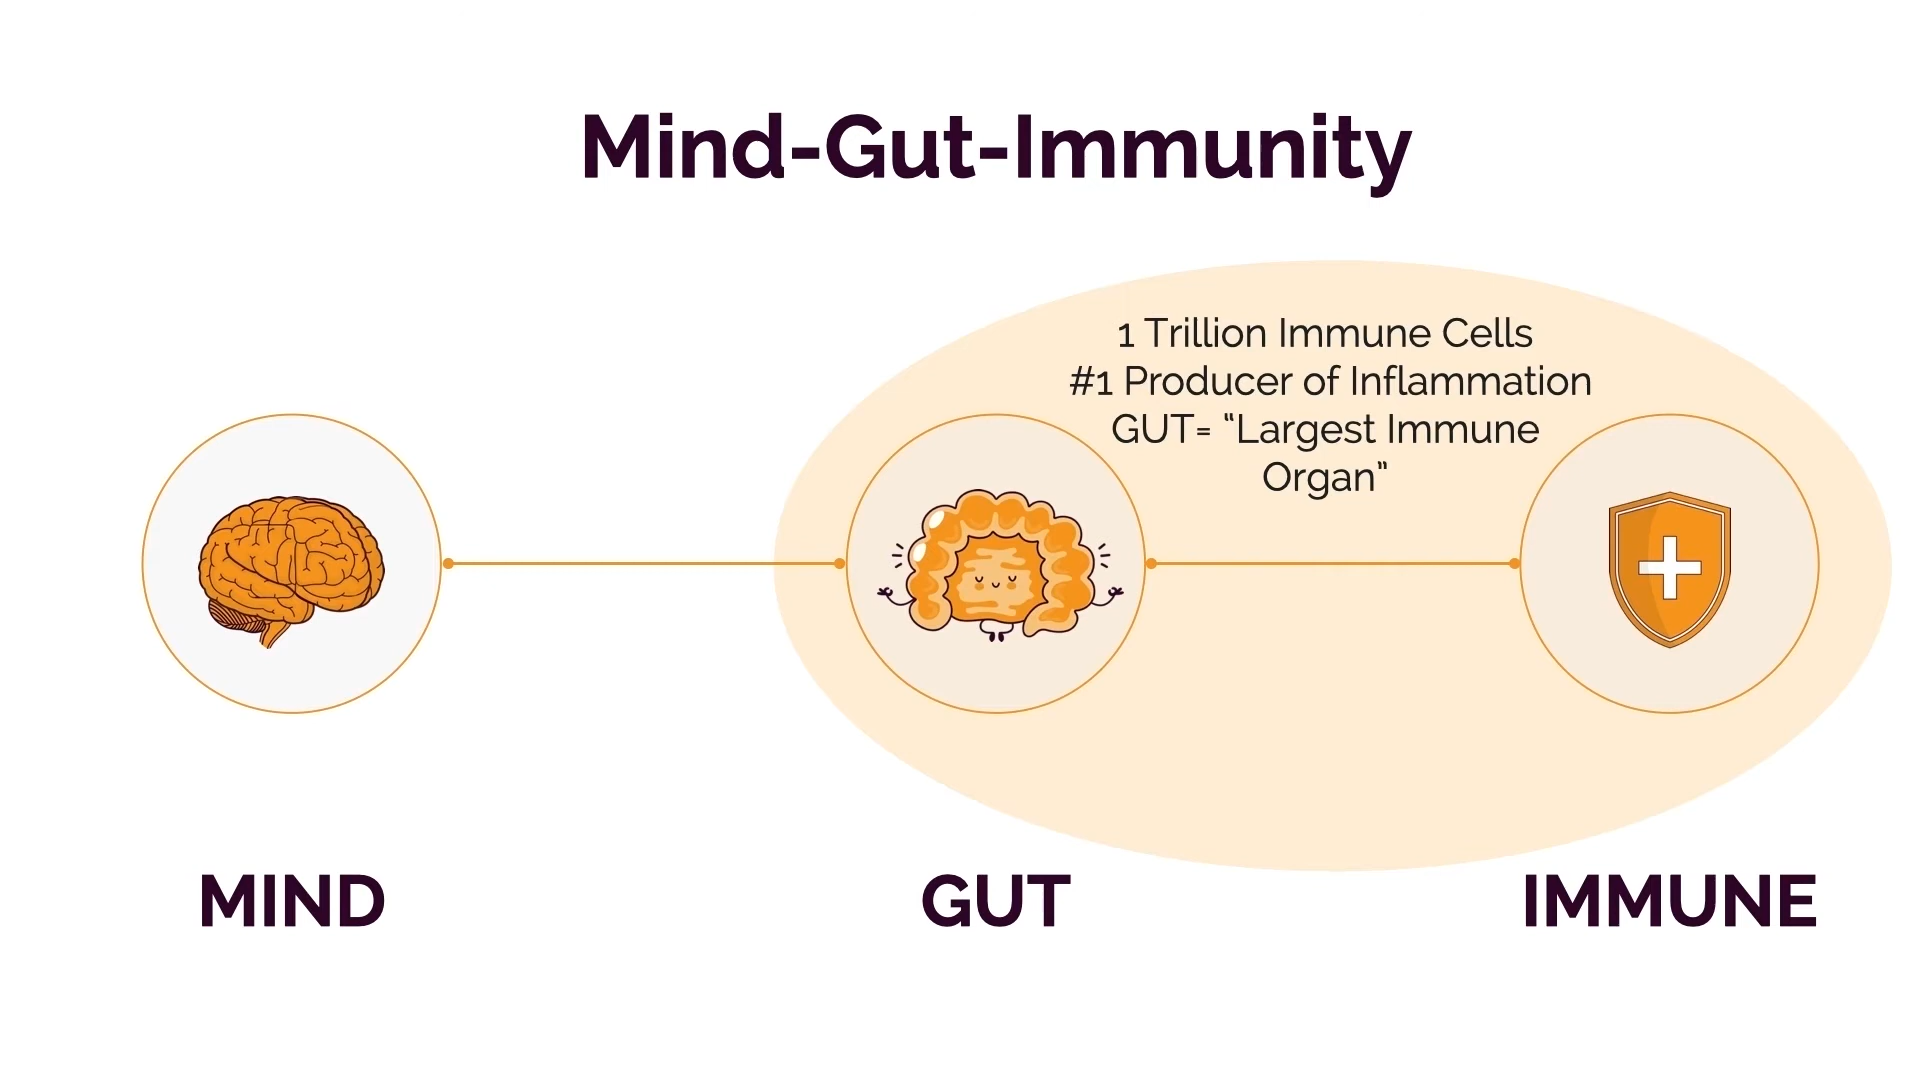 Mind-Gut-Immunity
1 Trillion Immune Cells
#1 Producer of Inflammation
GUT= “Largest Immune
Organ”
MIND
GUT
IMMUNE